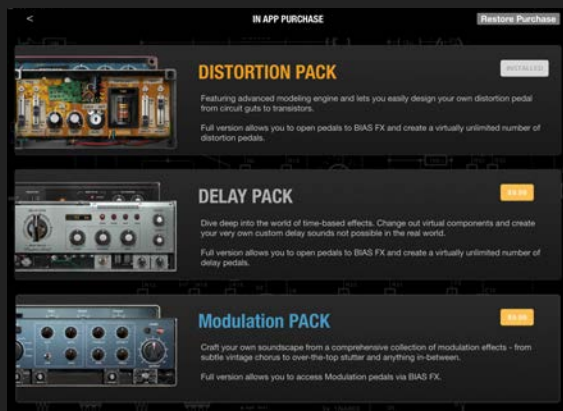 <
IN APP PURCHASE
Restore Purchase
DISTORTION PACK
INSTALLED
Featuring advanced modeling engine and lets you easily design your own distortion pedal
from circuit guts to transistors.
Full version allows you to open pedals to BIAS FX and create a virtually unlimited number of
distortion pedals.
DELAY PACK
Dive deep into the world of time-based effects. Change out virtual components and create
your very own custom delay sounds not possible in the real world.
Full version allows you to open pedals to BIAS FX and create a virtually unlimited number of
delay pedals.
Modulation PACK
Craft your own soundscape from a comprehensive collection of modulation effects - from
subtle vintage chorus to over-the-top stutter and anything in-between.
Full version allows you to access Modulation pedals via BIAS FX.